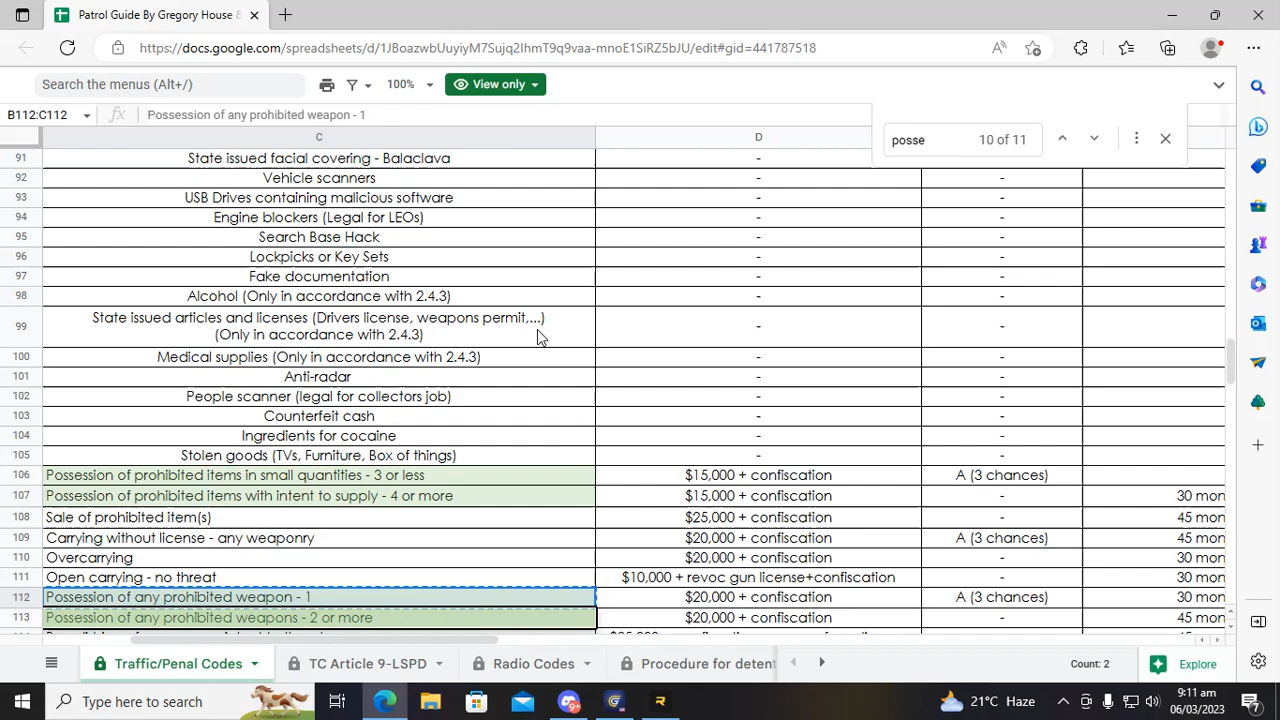 Patrol Guide By Gregory House &
https://docs.google.com/spreadsheets/d/1JBoazwbUuyiyM7Sujq2IhmT9q9vaa-mnoE1SiRZ5bJU/edit#gid=441787518
Search the menus (Alt+/)
100%
View only
B112:C112
Possession of any prohibited weapon - 1
posse
10 of 11
C D
91 State issued facial covering - Balaclava -
92 Vehicle scanners - -
93 USB Drives containing malicious software - -
94 Engine blockers (Legal for LEOs) - -
95 Search Base Hack - -
96 Lockpicks or Key Sets - -
97 Fake documentation - -
98 Alcohol (Only in accordance with 2.4.3) - -
99 State issued articles and licenses (Drivers license, weapons permit,...)
(Only in accordance with 2.4.3) - -
100 Medical supplies (Only in accordance with 2.4.3) - -
101 Anti-radar - -
102 People scanner (legal for collectors job) - -
103 Counterfeit cash - -
104 Ingredients for cocaine - -
105 Stolen goods (TVs, Furniture, Box of things) - -
106 Possession of prohibited items in small quantities - 3 or less $15,000 + confiscation A (3 chances)
107 Possession of prohibited items with intent to supply - 4 or more $15,000 + confiscation - 30 mon
108 Sale of prohibited item(s) $25,000 + confiscation - 45 mon
109 Carrying without license - any weaponry $20,000 + confiscation A (3 chances) 45 mon
110 Overcarrying $20,000 + confiscation - 30 mon
111 Open carrying - no threat $10,000 + revoc gun license+confiscation - 30 mon
112 Possession of any prohibited weapon - 1 $20,000 + confiscation A (3 chances) 30 mon
113 Possession of any prohibited weapons - 2 or more $20,000 + confiscation - 45 mon
Traffic/Penal Codes
TC Article 9-LSPD
Radio Codes
Procedure for detent
Count: 2
Explore
Type here to search
21°C Haze
9:11 am
06/03/2023
7